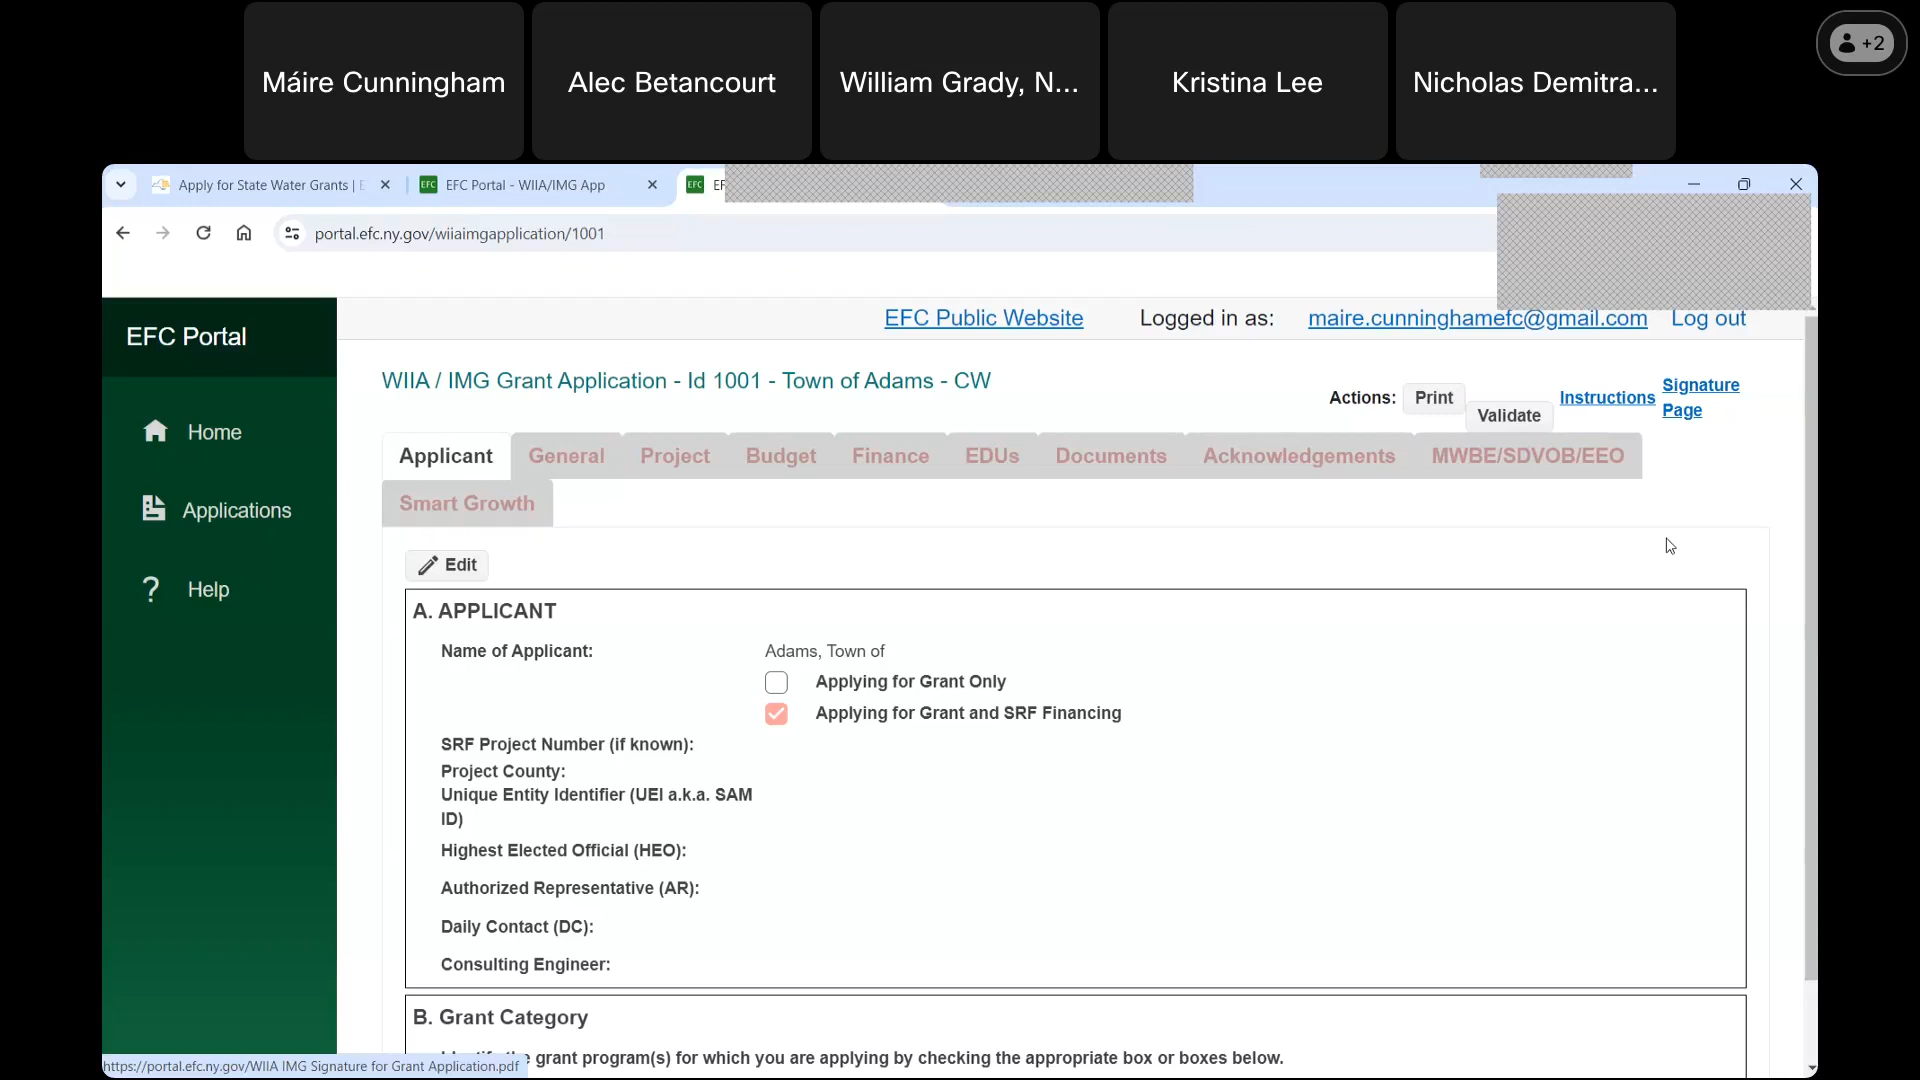 Máire Cunningham
Alec Betancourt
William Grady, N...
Kristina Lee
Nicholas Demitra...
+2
Apply for State Water Grants | E
EFC EFC Portal - WIIA/IMG App
EFC EF
portal.efc.ny.gov/wiiaimgapplication/1001
EFC Portal
EFC Public Website Logged in as: maire.cunninghamefc@gmail.com Log out
Home
Applications
? Help
WIIA / IMG Grant Application - Id 1001 - Town of Adams - CW
Actions: Print Validate Instructions Signature
Page
Applicant General Project Budget Finance EDUs Documents Acknowledgements MWBE/SDVOB/EEO
Smart Growth
Edit
A. APPLICANT
Name of Applicant: Adams, Town of
Applying for Grant Only
Applying for Grant and SRF Financing
SRF Project Number (if known):
Project County:
Unique Entity Identifier (UEI a.k.a. SAM
ID)
Highest Elected Official (HEO):
Authorized Representative (AR):
Daily Contact (DC):
Consulting Engineer:
B. Grant Category
grant program(s) for which you are applying by checking the appropriate box or boxes below.
https://portal.efc.ny.gov/WIIA IMG Signature for Grant Application.pdf